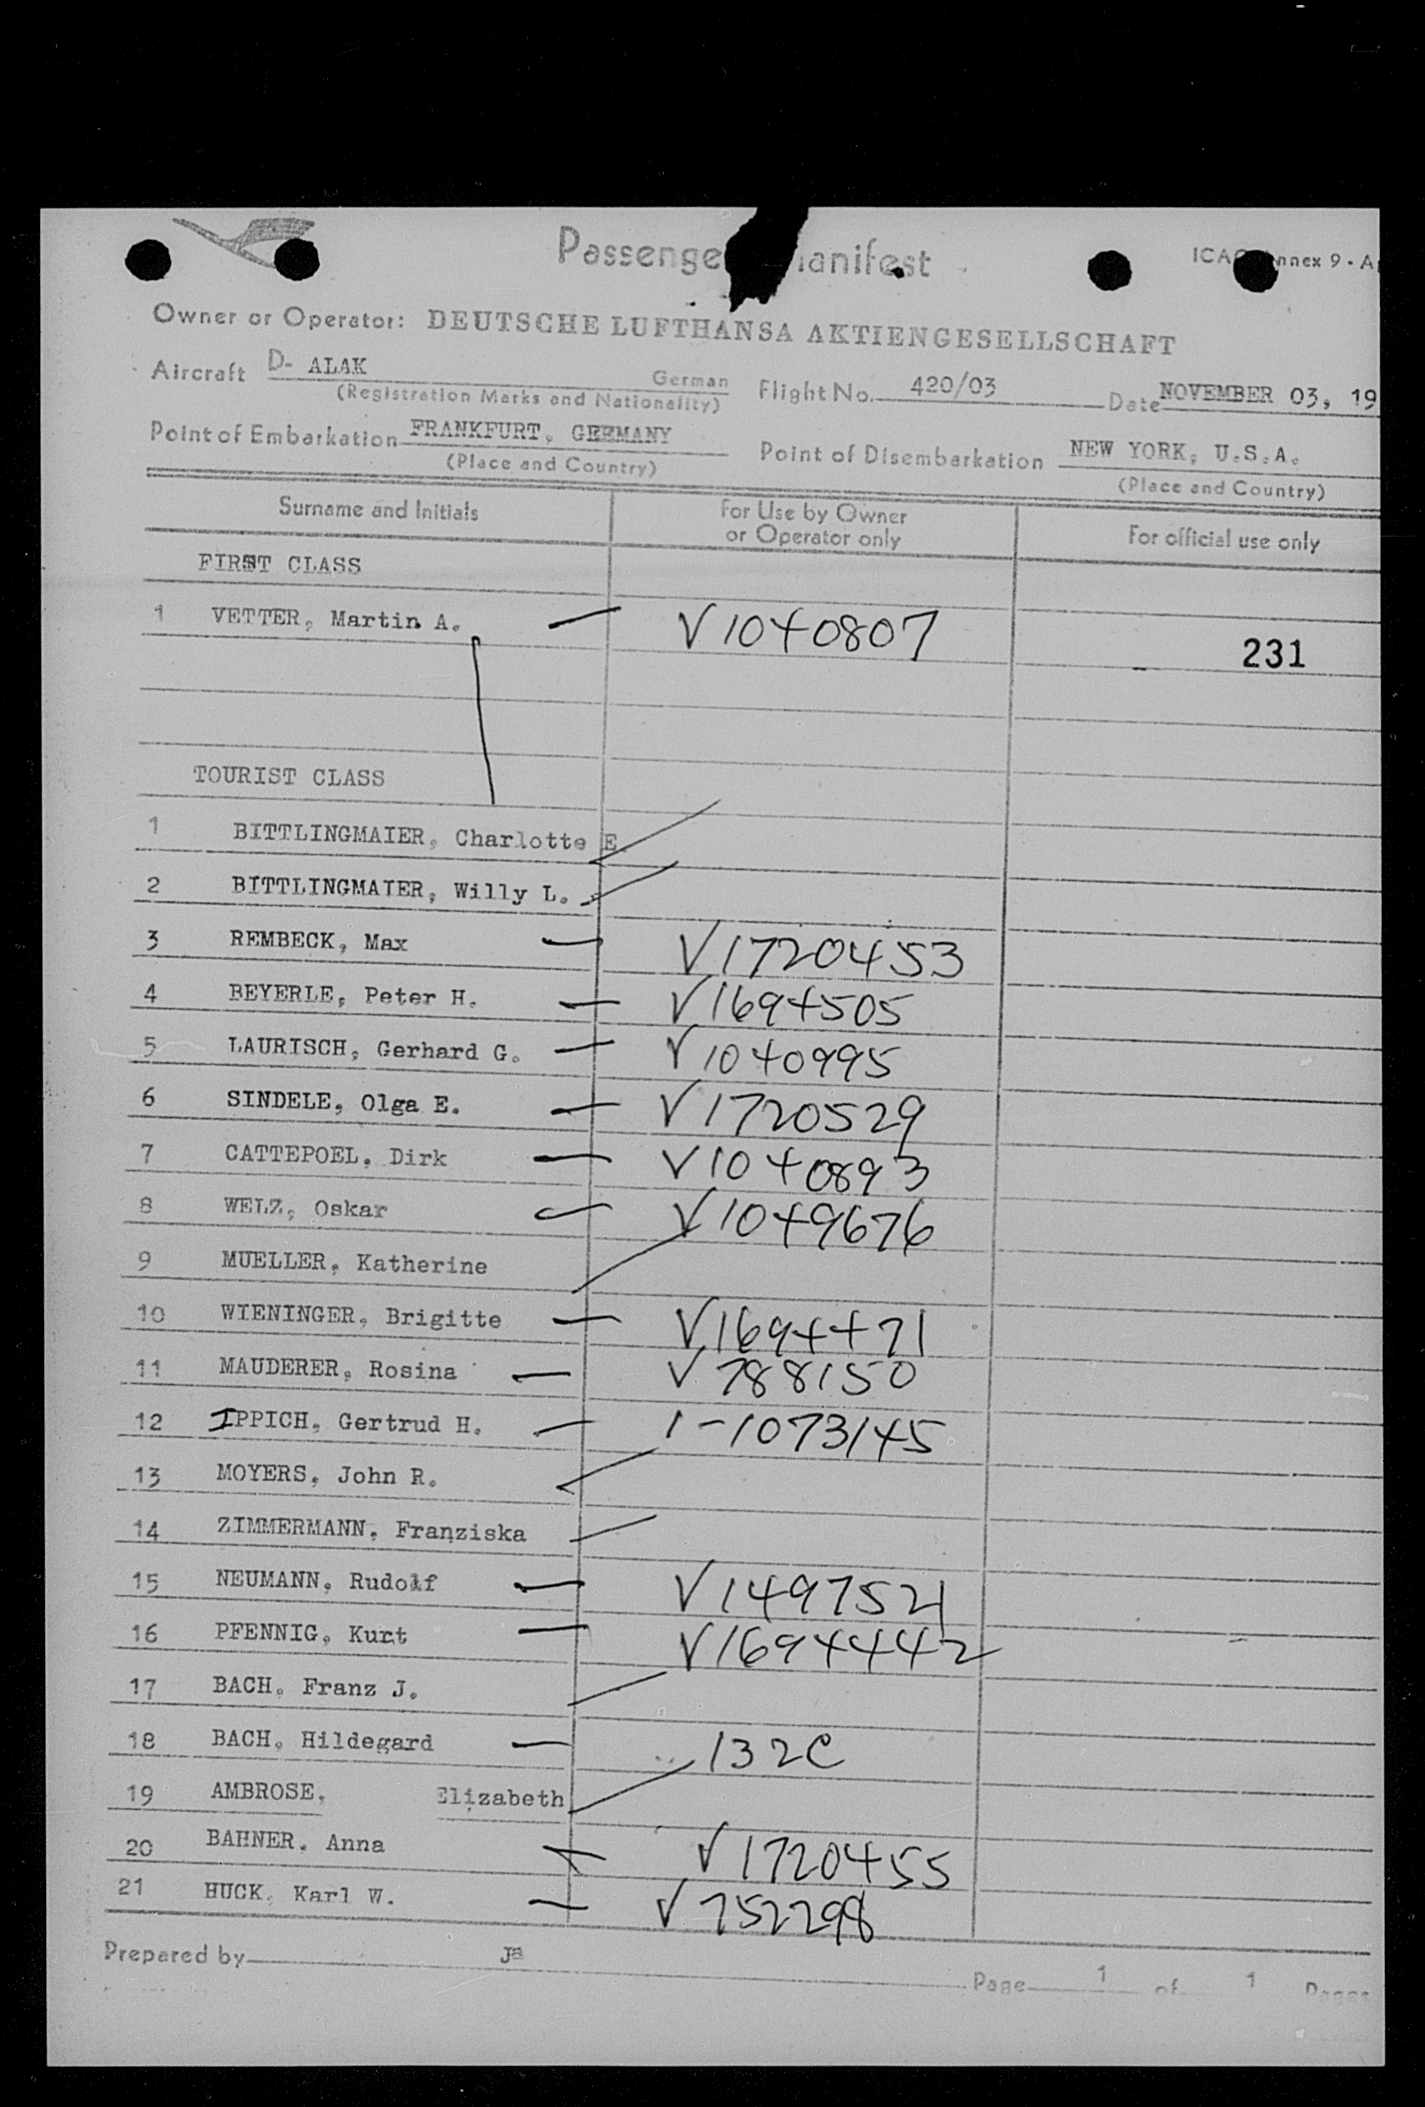 Passenge anifest
ICA nnex 9 - A
Owner or Operator: DEUTSCHE LUFTHANSA AKTIENGESELLSCHAFT
Aircraft D- ALAK German Flight No. 420/03 Date NOVEMBER 03, 19
(Registration Marks and Nationality)
Point of Embarkation FRANKFURT, GERMANY Point of Disembarkation NEW YORK, U.S.A.
(Place and Country) (Place and Country)
Surname and Initials For Use by Owner or Operator only For official use only
FIRST CLASS
1 VETTER, Martin A. V1040807
231
TOURIST CLASS
1 BITTLINGMAIER, Charlotte E
2 BITTLINGMAIER, Willy L.
3 REMBECK, Max V1720453
4 BEYERLE, Peter H. V1694505
5 LAURISCH, Gerhard G. V1040995
6 SINDELE, Olga E. V1720529
7 CATTEPOEL, Dirk V1040893
8 WELZ, Oskar V1049676
9 MUELLER, Katherine
10 WIENINGER, Brigitte V1694471
11 MAUDERER, Rosina V788150
12 IPPICH, Gertrud H. 1-1073145
13 MOYERS, John R.
14 ZIMMERMANN, Franziska
15 NEUMANN, Rudolf V1497521
16 PFENNIG, Kurt V1694442
17 BACH, Franz J.
18 BACH, Hildegard 132C
19 AMBROSE, Elizabeth
20 BAHNER, Anna V1720455
21 HUCK, Karl W. V752298
Prepared by Ja
Page 1 of 1 Pages